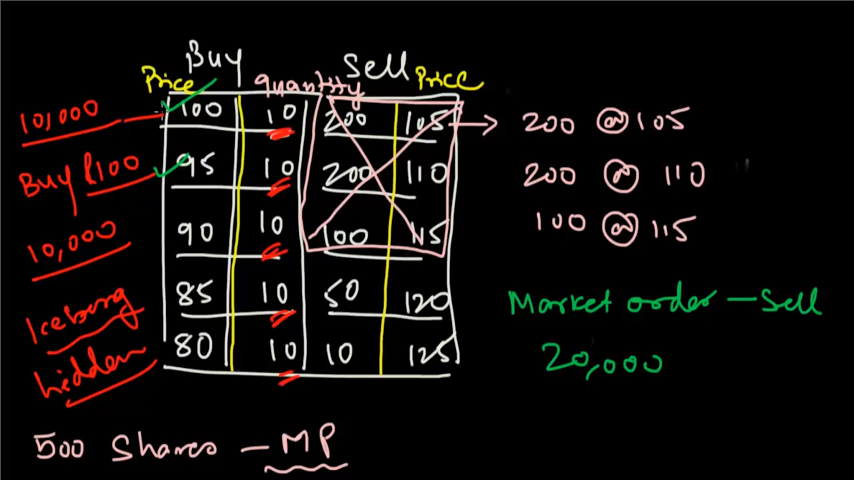 Buy Sell
Price Quantity Price
10,000
100 10 200 105
200 @ 105
Buy 100
95 10 200 110
200 @ 110
10,000
90 10 100 115
100 @ 115
Iceberg
85 10 50 120
Market order - Sell
hidden
80 10 10 125
20,000
500 Shares - MP